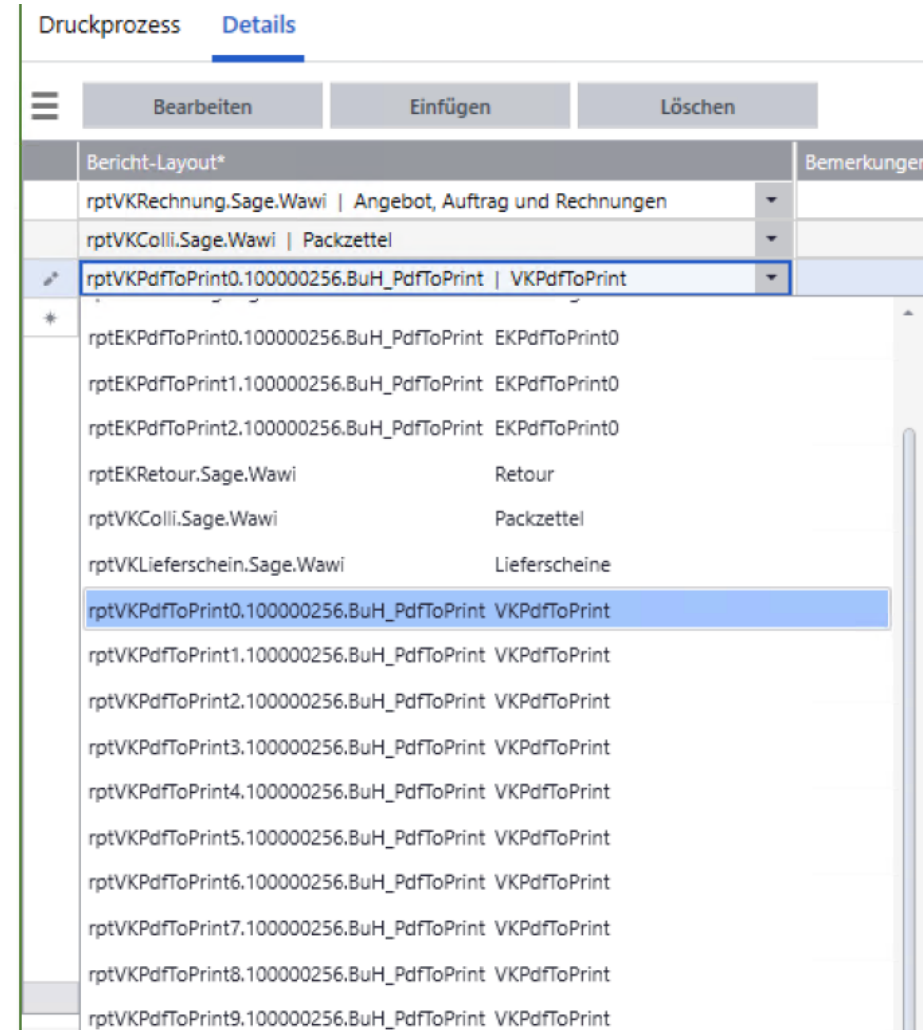 Druckprozess Details
Bearbeiten Einfügen Löschen
Bericht-Layout* Bemerkungen
rptVKRechnung.Sage.Wawi | Angebot, Auftrag und Rechnungen
rptVKColli.Sage.Wawi | Packzettel
rptVKPdfToPrint0.100000256.BuH_PdfToPrint | VKPdfToPrint
rptEKPdfToPrint0.100000256.BuH_PdfToPrint EKPdfToPrint0
rptEKPdfToPrint1.100000256.BuH_PdfToPrint EKPdfToPrint0
rptEKPdfToPrint2.100000256.BuH_PdfToPrint EKPdfToPrint0
rptEKRetour.Sage.Wawi Retour
rptVKColli.Sage.Wawi Packzettel
rptVKLieferschein.Sage.Wawi Lieferscheine
rptVKPdfToPrint0.100000256.BuH_PdfToPrint VKPdfToPrint
rptVKPdfToPrint1.100000256.BuH_PdfToPrint VKPdfToPrint
rptVKPdfToPrint2.100000256.BuH_PdfToPrint VKPdfToPrint
rptVKPdfToPrint3.100000256.BuH_PdfToPrint VKPdfToPrint
rptVKPdfToPrint4.100000256.BuH_PdfToPrint VKPdfToPrint
rptVKPdfToPrint5.100000256.BuH_PdfToPrint VKPdfToPrint
rptVKPdfToPrint6.100000256.BuH_PdfToPrint VKPdfToPrint
rptVKPdfToPrint7.100000256.BuH_PdfToPrint VKPdfToPrint
rptVKPdfToPrint8.100000256.BuH_PdfToPrint VKPdfToPrint
rptVKPdfToPrint9.100000256.BuH_PdfToPrint VKPdfToPrint